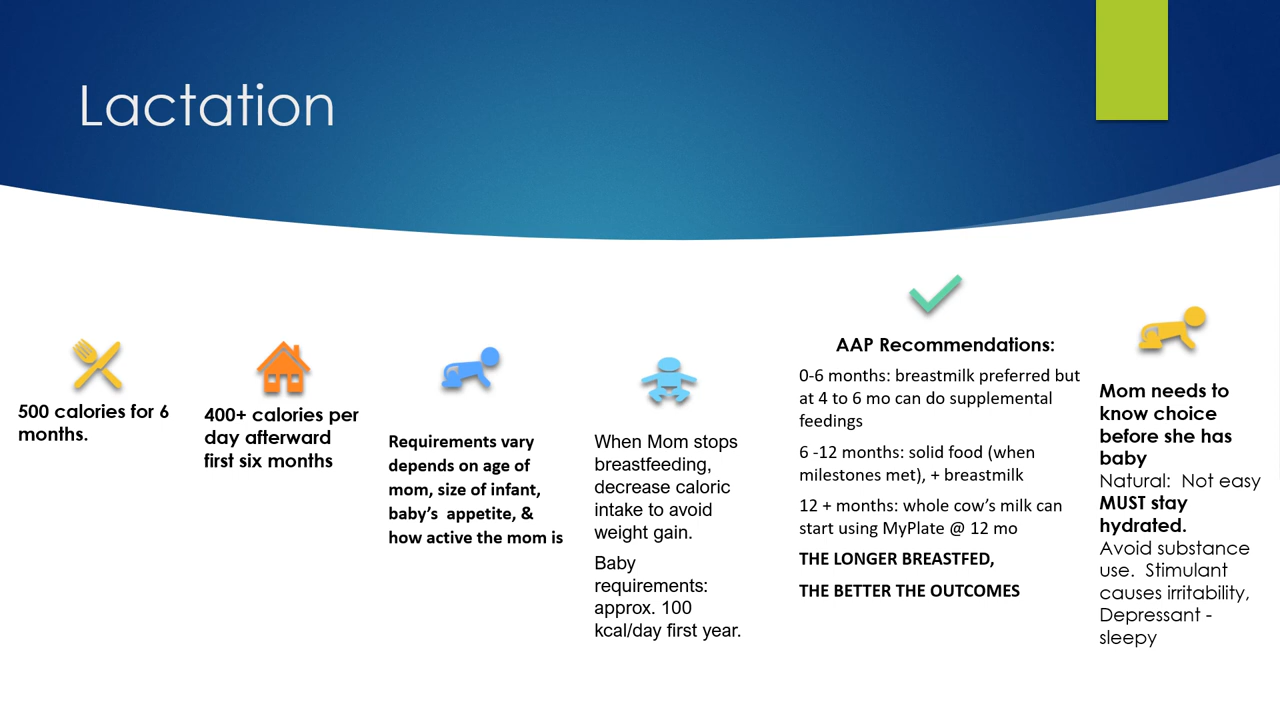 Lactation
500 calories for 6
months.
400+ calories per
day afterward
first six months
Requirements vary
depends on age of
mom, size of infant,
baby's  appetite, &
how active the mom is
When Mom stops
breastfeeding,
decrease caloric
intake to avoid
weight gain.
Baby
requirements:
approx. 100
kcal/day first year.
AAP Recommendations:
0-6 months: breastmilk preferred but
at 4 to 6 mo can do supplemental
feedings
6 -12 months: solid food (when
milestones met), + breastmilk
12 + months: whole cow's milk can
start using MyPlate @ 12 mo
THE LONGER BREASTFED,
THE BETTER THE OUTCOMES
Mom needs to
know choice
before she has
baby
Natural:  Not easy
MUST stay
hydrated.
Avoid substance
use.  Stimulant
causes irritability,
Depressant -
sleepy